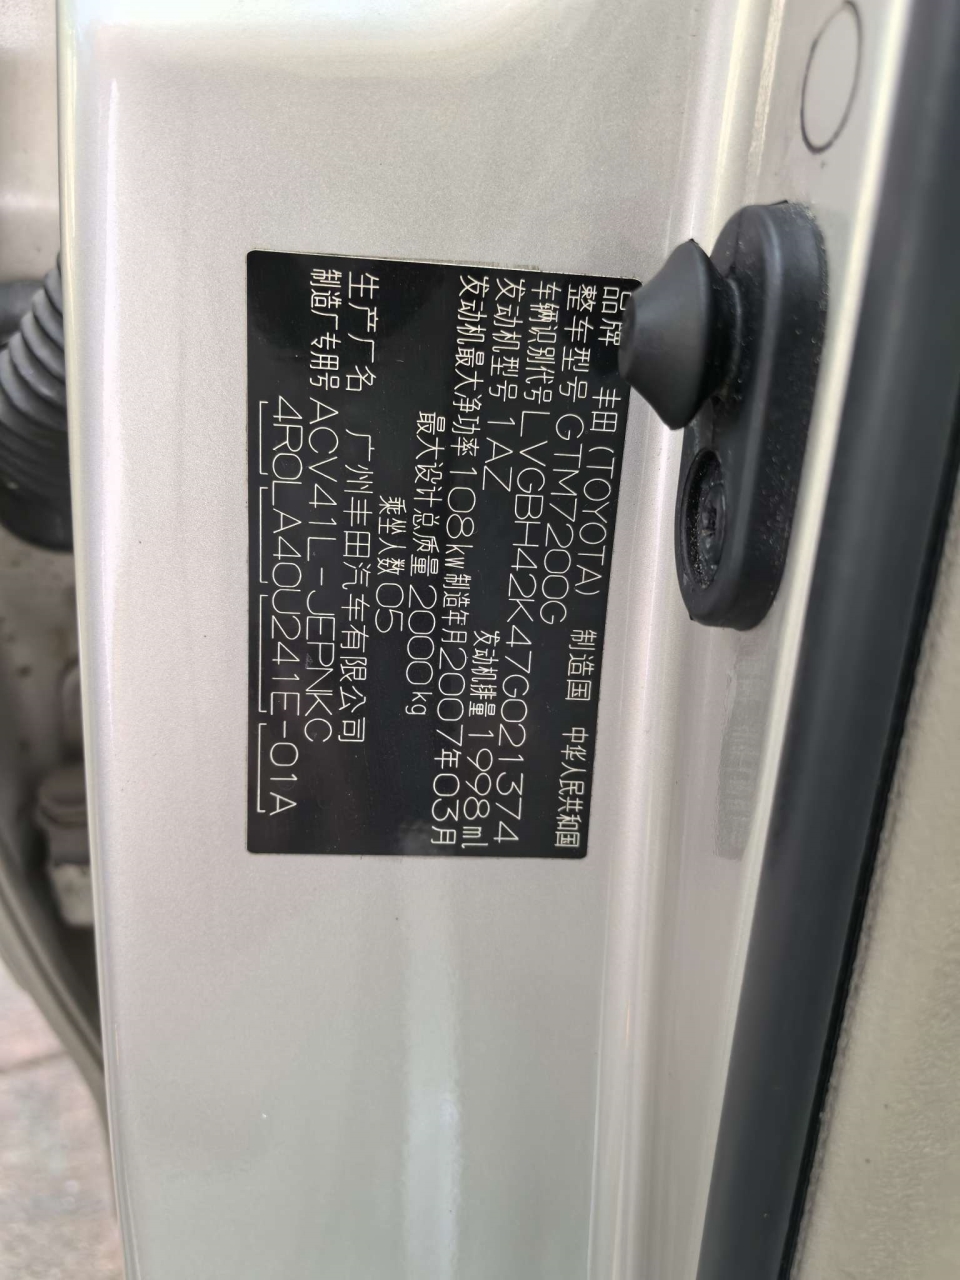 品牌 丰田(TOYOTA) 制造国 中华人民共和国
整车型号 GTM7200G
车辆识别代号 LVGBH42K47G021374
发动机型号 1AZ 发动机排量 1998ml
发动机最大净功率 108kw 制造年月 2007年03月
最大设计总质量 2000kg
乘坐人数 05
生产厂名 广州丰田汽车有限公司
制造厂专用号 ACV41L-JEPNKC
4R0LA40U241E-01A